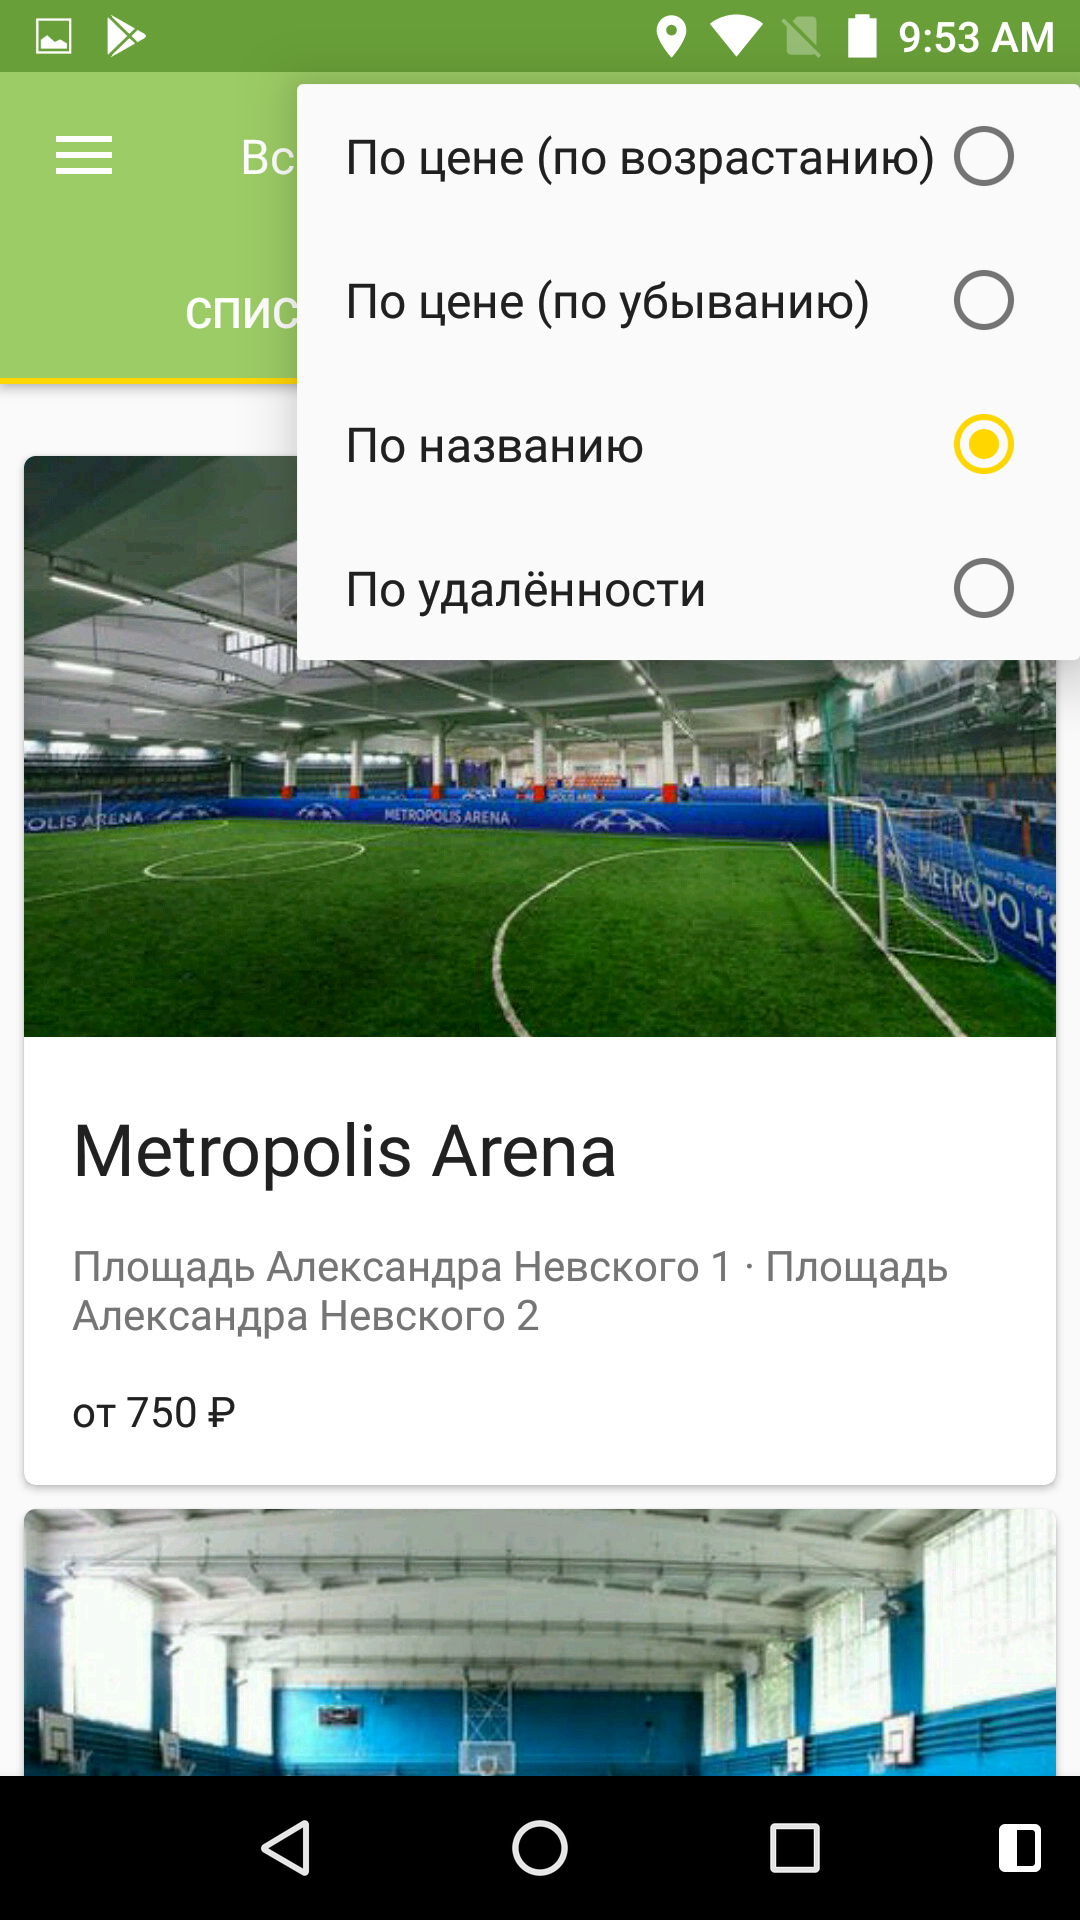 9:53 AM
Вс
По цене (по возрастанию)
По цене (по убыванию)
СПИС
По названию
По удалённости
OLIS ARENA
METROPOLIS ARENA
METROPOLIS
Metropolis Arena
Площадь Александра Невского 1 · Площадь
Александра Невского 2
от 750 ₽